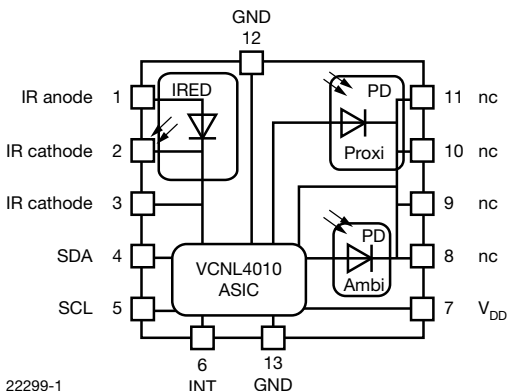 GND
12
IR anode 1
IR cathode 2
IR cathode 3
SDA 4
SCL 5
IRED
PD
Proxi
PD
Ambi
VCNL4010
ASIC
11 nc
10 nc
9 nc
8 nc
7 VDD
6
INT
13
GND
22299-1